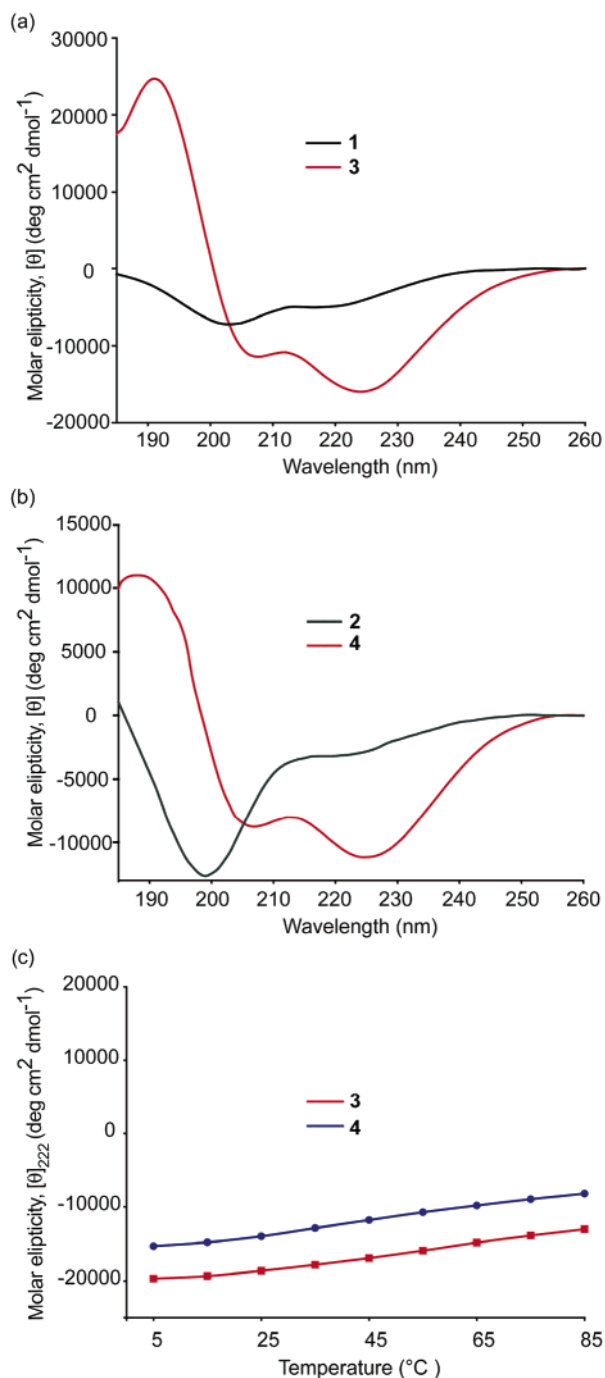 (a)
Molar elipticity, [θ] (deg cm² dmol⁻¹)
30000
20000
10000
0
-10000
-20000
1
3
190 200 210 220 230 240 250 260
Wavelength (nm)
(b)
Molar elipticity, [θ] (deg cm² dmol⁻¹)
15000
10000
5000
0
-5000
-10000
2
4
190 200 210 220 230 240 250 260
Wavelength (nm)
(c)
Molar elipticity, [θ]₂₂₂ (deg cm² dmol⁻¹)
20000
10000
0
-10000
-20000
3
4
5 25 45 65 85
Temperature (°C)